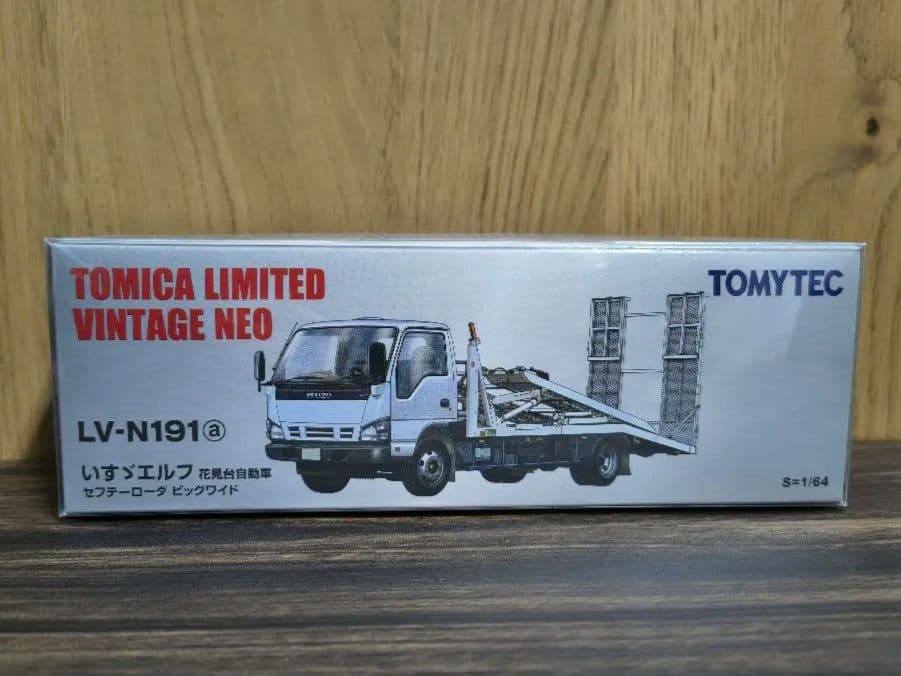 TOMICA LIMITED
VINTAGE NEO
TOMYTEC
ISUZU
LV-N191ⓐ
いすゞエルフ 花見台自動車
セフテーローダ ビッグワイド
S=1/64